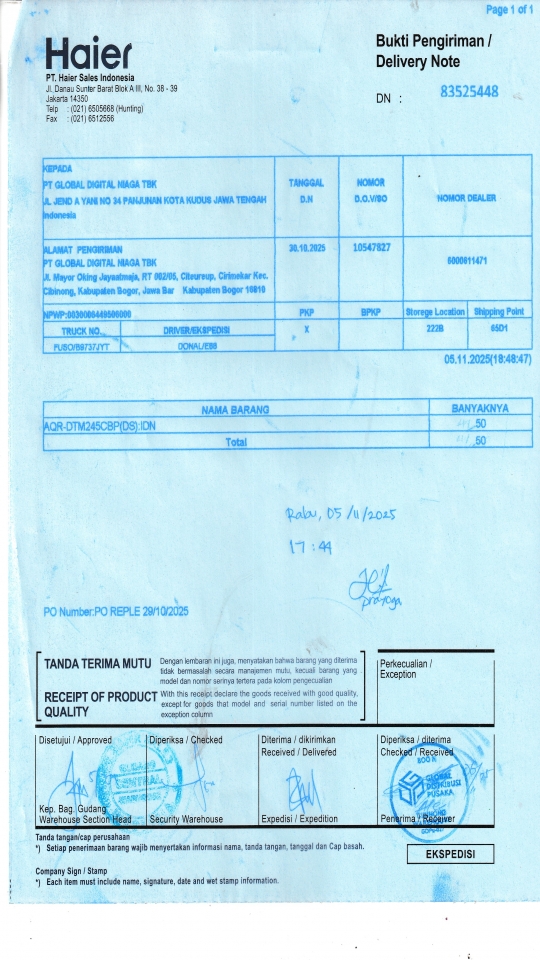 Page 1 of 1
Haier
PT. Haier Sales Indonesia
Jl. Danau Sunter Barat Blok A III, No. 38 - 39
Jakarta 14350
Telp : (021) 6505668 (Hunting)
Fax : (021) 6512556
Bukti Pengiriman /
Delivery Note
DN : 83525448
KEPADA
PT GLOBAL DIGITAL NIAGA TBK
JL JEND A YANI NO 34 PANJUNAN KOTA KUDUS JAWA TENGAH
Indonesia
TANGGAL
D.N
NOMOR
D.O.V/SO
NOMOR DEALER
ALAMAT PENGIRIMAN
PT GLOBAL DIGITAL NIAGA TBK
Jl. Mayor Oking Jayaatmaja, RT 002/05, Citeureup, Cirimekar Kec.
Cibinong, Kabupaten Bogor, Jawa Bar Kabupaten Bogor 16810
30.10.2025
10547827
6000611471
NPWP:0030000449506000
PKP
BPKP
Storege Location
Shipping Point
TRUCK NO.
DRIVER/EKSPEDISI
X
222B
65D1
FUSO/B9737JYT
DONAL/E88
05.11.2025(18:48:47)
NAMA BARANG
BANYAKNYA
AQR-DTM245CBP(DS):IDN
50
Total
50
Rabu, 05/11/2025
17:44
prayoga
PO Number:PO REPLE 29/10/2025
TANDA TERIMA MUTU
Dengan lembaran ini juga, menyatakan bahwa barang yang diterima
tidak bermasalah secara manajemen mutu, kecuali barang yang
model dan nomor serinya tertera pada kolom pengecualian
RECEIPT OF PRODUCT
QUALITY
With this receipt declare the goods received with good quality,
except for goods that model and serial number listed on the
exception column
Perkecualian /
Exception
Disetujui / Approved
Diperiksa / Checked
Diterima / dikirimkan
Received / Delivered
Diperiksa / diterima
Checked / Received
GUDANG
CENTRAL
GLOBAL
DISTRIBUSI
PUSAKA
Kep. Bag. Gudang
Warehouse Section Head
Security Warehouse
Expedisi / Expedition
Penerima / Receiver
Tanda tangan/cap perusahaan
*) Setiap penerimaan barang wajib menyertakan informasi nama, tanda tangan, tanggal dan Cap basah.
EKSPEDISI
Company Sign / Stamp
*) Each item must include name, signature, date and wet stamp information.